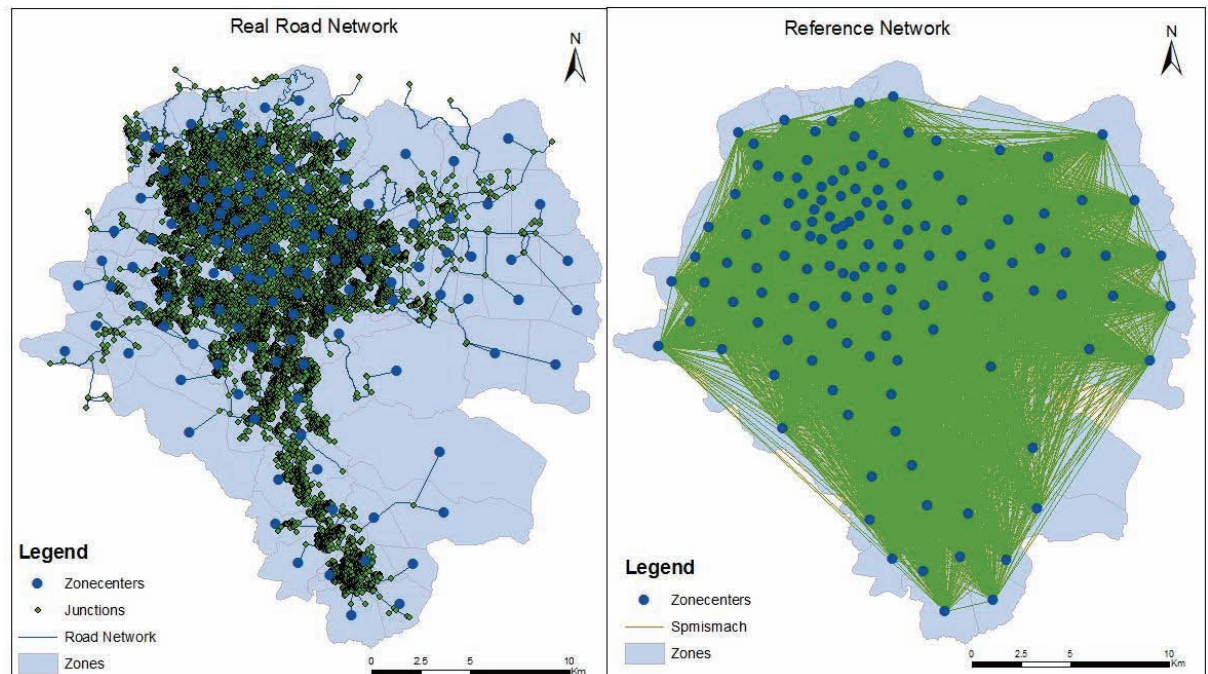 Real Road Network
N
Legend
Zonecenters
Junctions
Road Network
Zones
0 2.5 5 10
Km
Reference Network
N
Legend
Zonecenters
Spmismach
Zones
0 2.5 5 10
Km